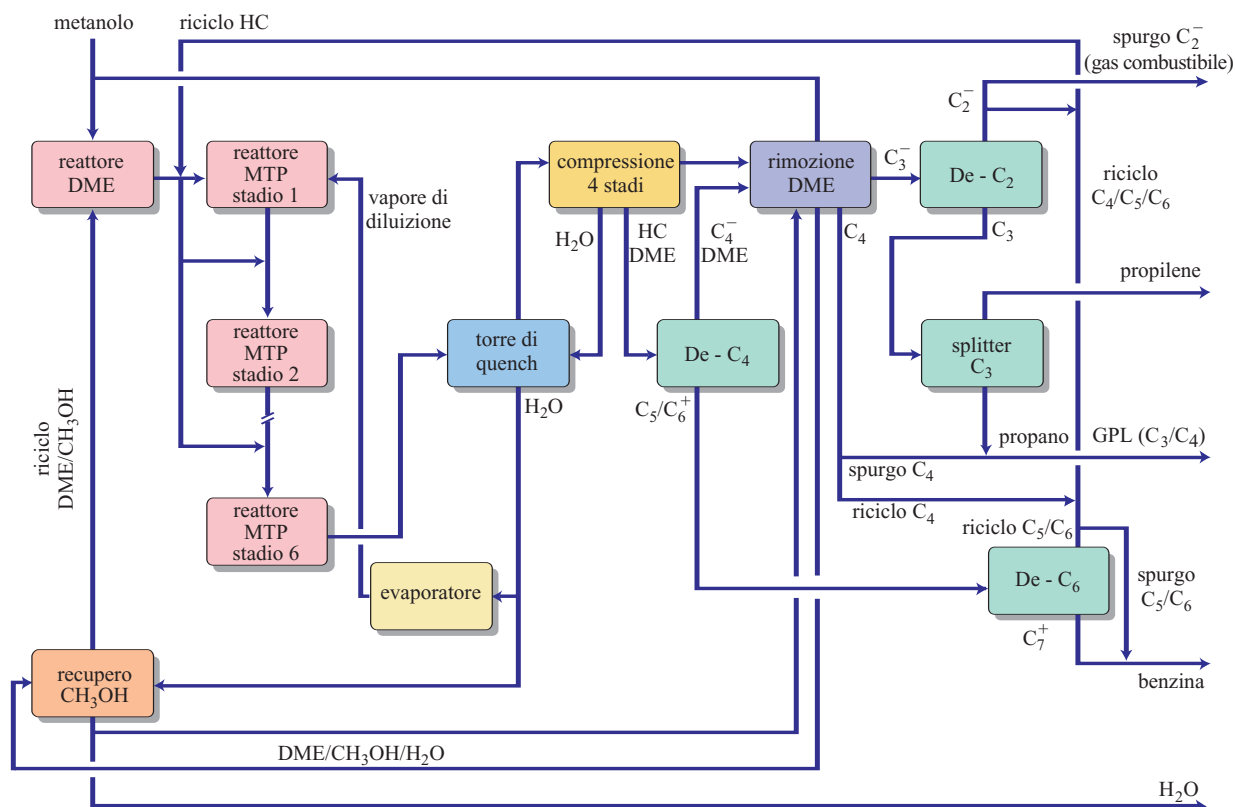 metanolo
riciclo HC
spurgo C₂⁻
(gas combustibile)
C₂⁻
reattore
DME
reattore
MTP
stadio 1
vapore di
diluizione
compressione
4 stadi
rimozione
DME
C₃⁻
De - C₂
riciclo
C₄/C₅/C₆
H₂O
HC
DME
C₄⁻
DME
C₄
C₃
propilene
reattore
MTP
stadio 2
torre di
quench
De - C₄
splitter
C₃
H₂O
C₅/C₆⁺
riciclo
DME/CH₃OH
propano
GPL (C₃/C₄)
spurgo C₄
riciclo C₄
reattore
MTP
stadio 6
riciclo C₅/C₆
evaporatore
De - C₆
spurgo
C₅/C₆
C₇⁺
recupero
CH₃OH
benzina
DME/CH₃OH/H₂O
H₂O